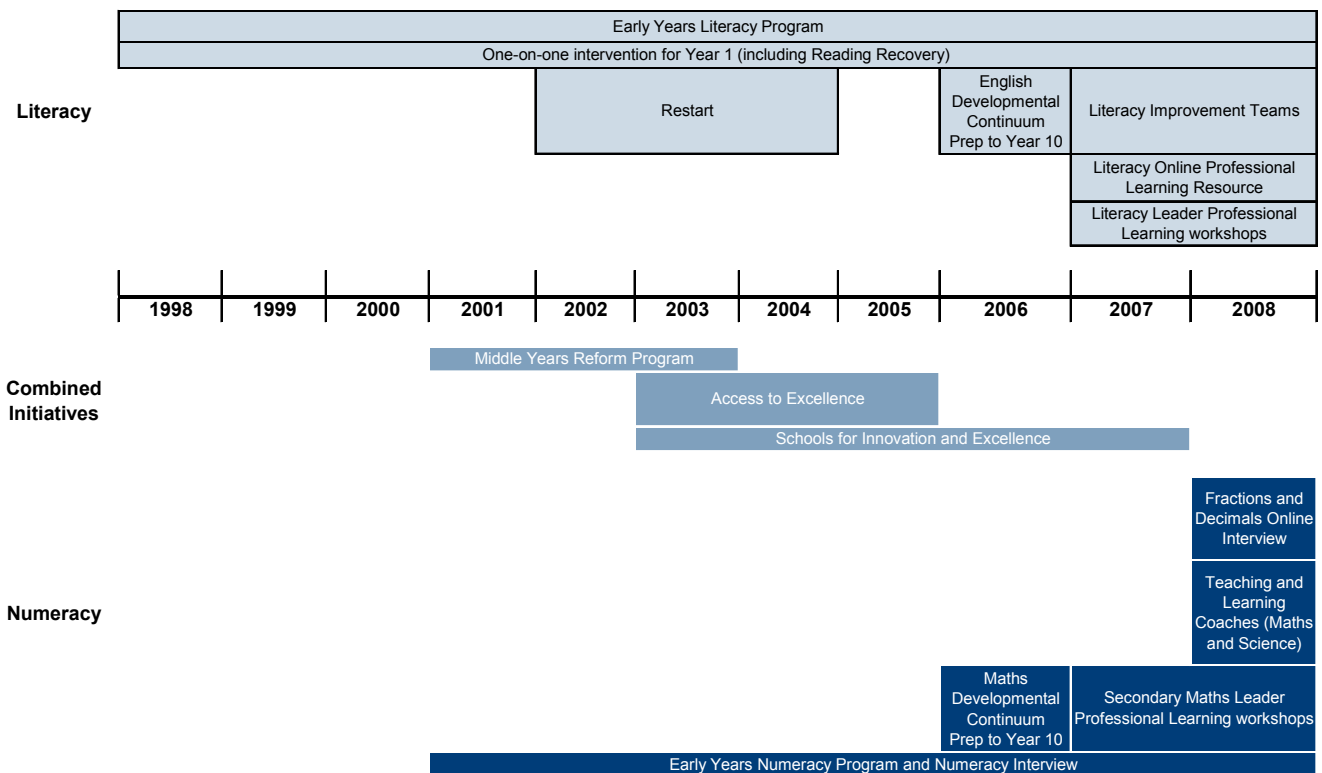 Early Years Literacy Program
One-on-one intervention for Year 1 (including Reading Recovery)
Literacy
Restart
English
Developmental
Continuum
Prep to Year 10
Literacy Improvement Teams
Literacy Online Professional
Learning Resource
Literacy Leader Professional
Learning workshops
1998 1999 2000 2001 2002 2003 2004 2005 2006 2007 2008
Combined
Initiatives
Middle Years Reform Program
Access to Excellence
Schools for Innovation and Excellence
Numeracy
Fractions and
Decimals Online
Interview
Teaching and
Learning
Coaches (Maths
and Science)
Maths
Developmental
Continuum
Prep to Year 10
Secondary Maths Leader
Professional Learning workshops
Early Years Numeracy Program and Numeracy Interview